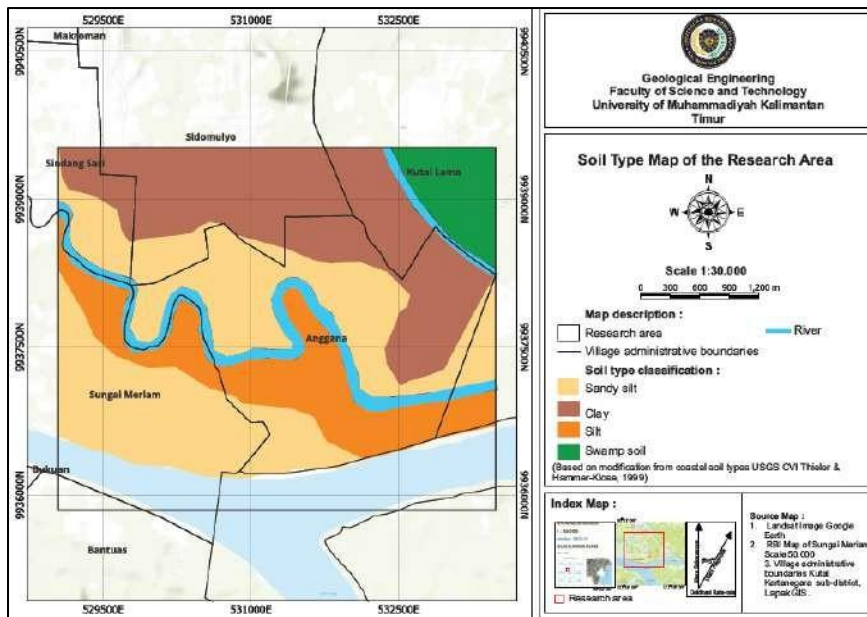 529500E
531000E
532500E
Makroman
9940500N
9940500N
Sidomulyo
Sindang Sari
Kutai Lama
9939000N
9939000N
Anggana
9937500N
9937500N
Sungai Meriam
Bukuan
9936000N
9936000N
Bantuas
529500E
531000E
532500E
Geological Engineering
Faculty of Science and Technology
University of Muhammadiyah Kalimantan
Timur
Soil Type Map of the Research Area
N
W
E
S
Scale 1:30.000
0 300 600 900 1,200 m
Map description :
Research area
River
Village administrative boundaries
Soil type classification :
Sandy silt
Clay
Silt
Swamp soil
(Based on modification from coastal soil types USGS CVI Thieler &
Hammer-Klose, 1999)
Index Map :
Research area
Source Map :
1. Landsat Image Google
Earth
2. RBI Map of Sungai Meriam
Scale 50.000
3. Village administrative
boundaries Kutai
Kartanegara sub-district,
Lapak GIS.